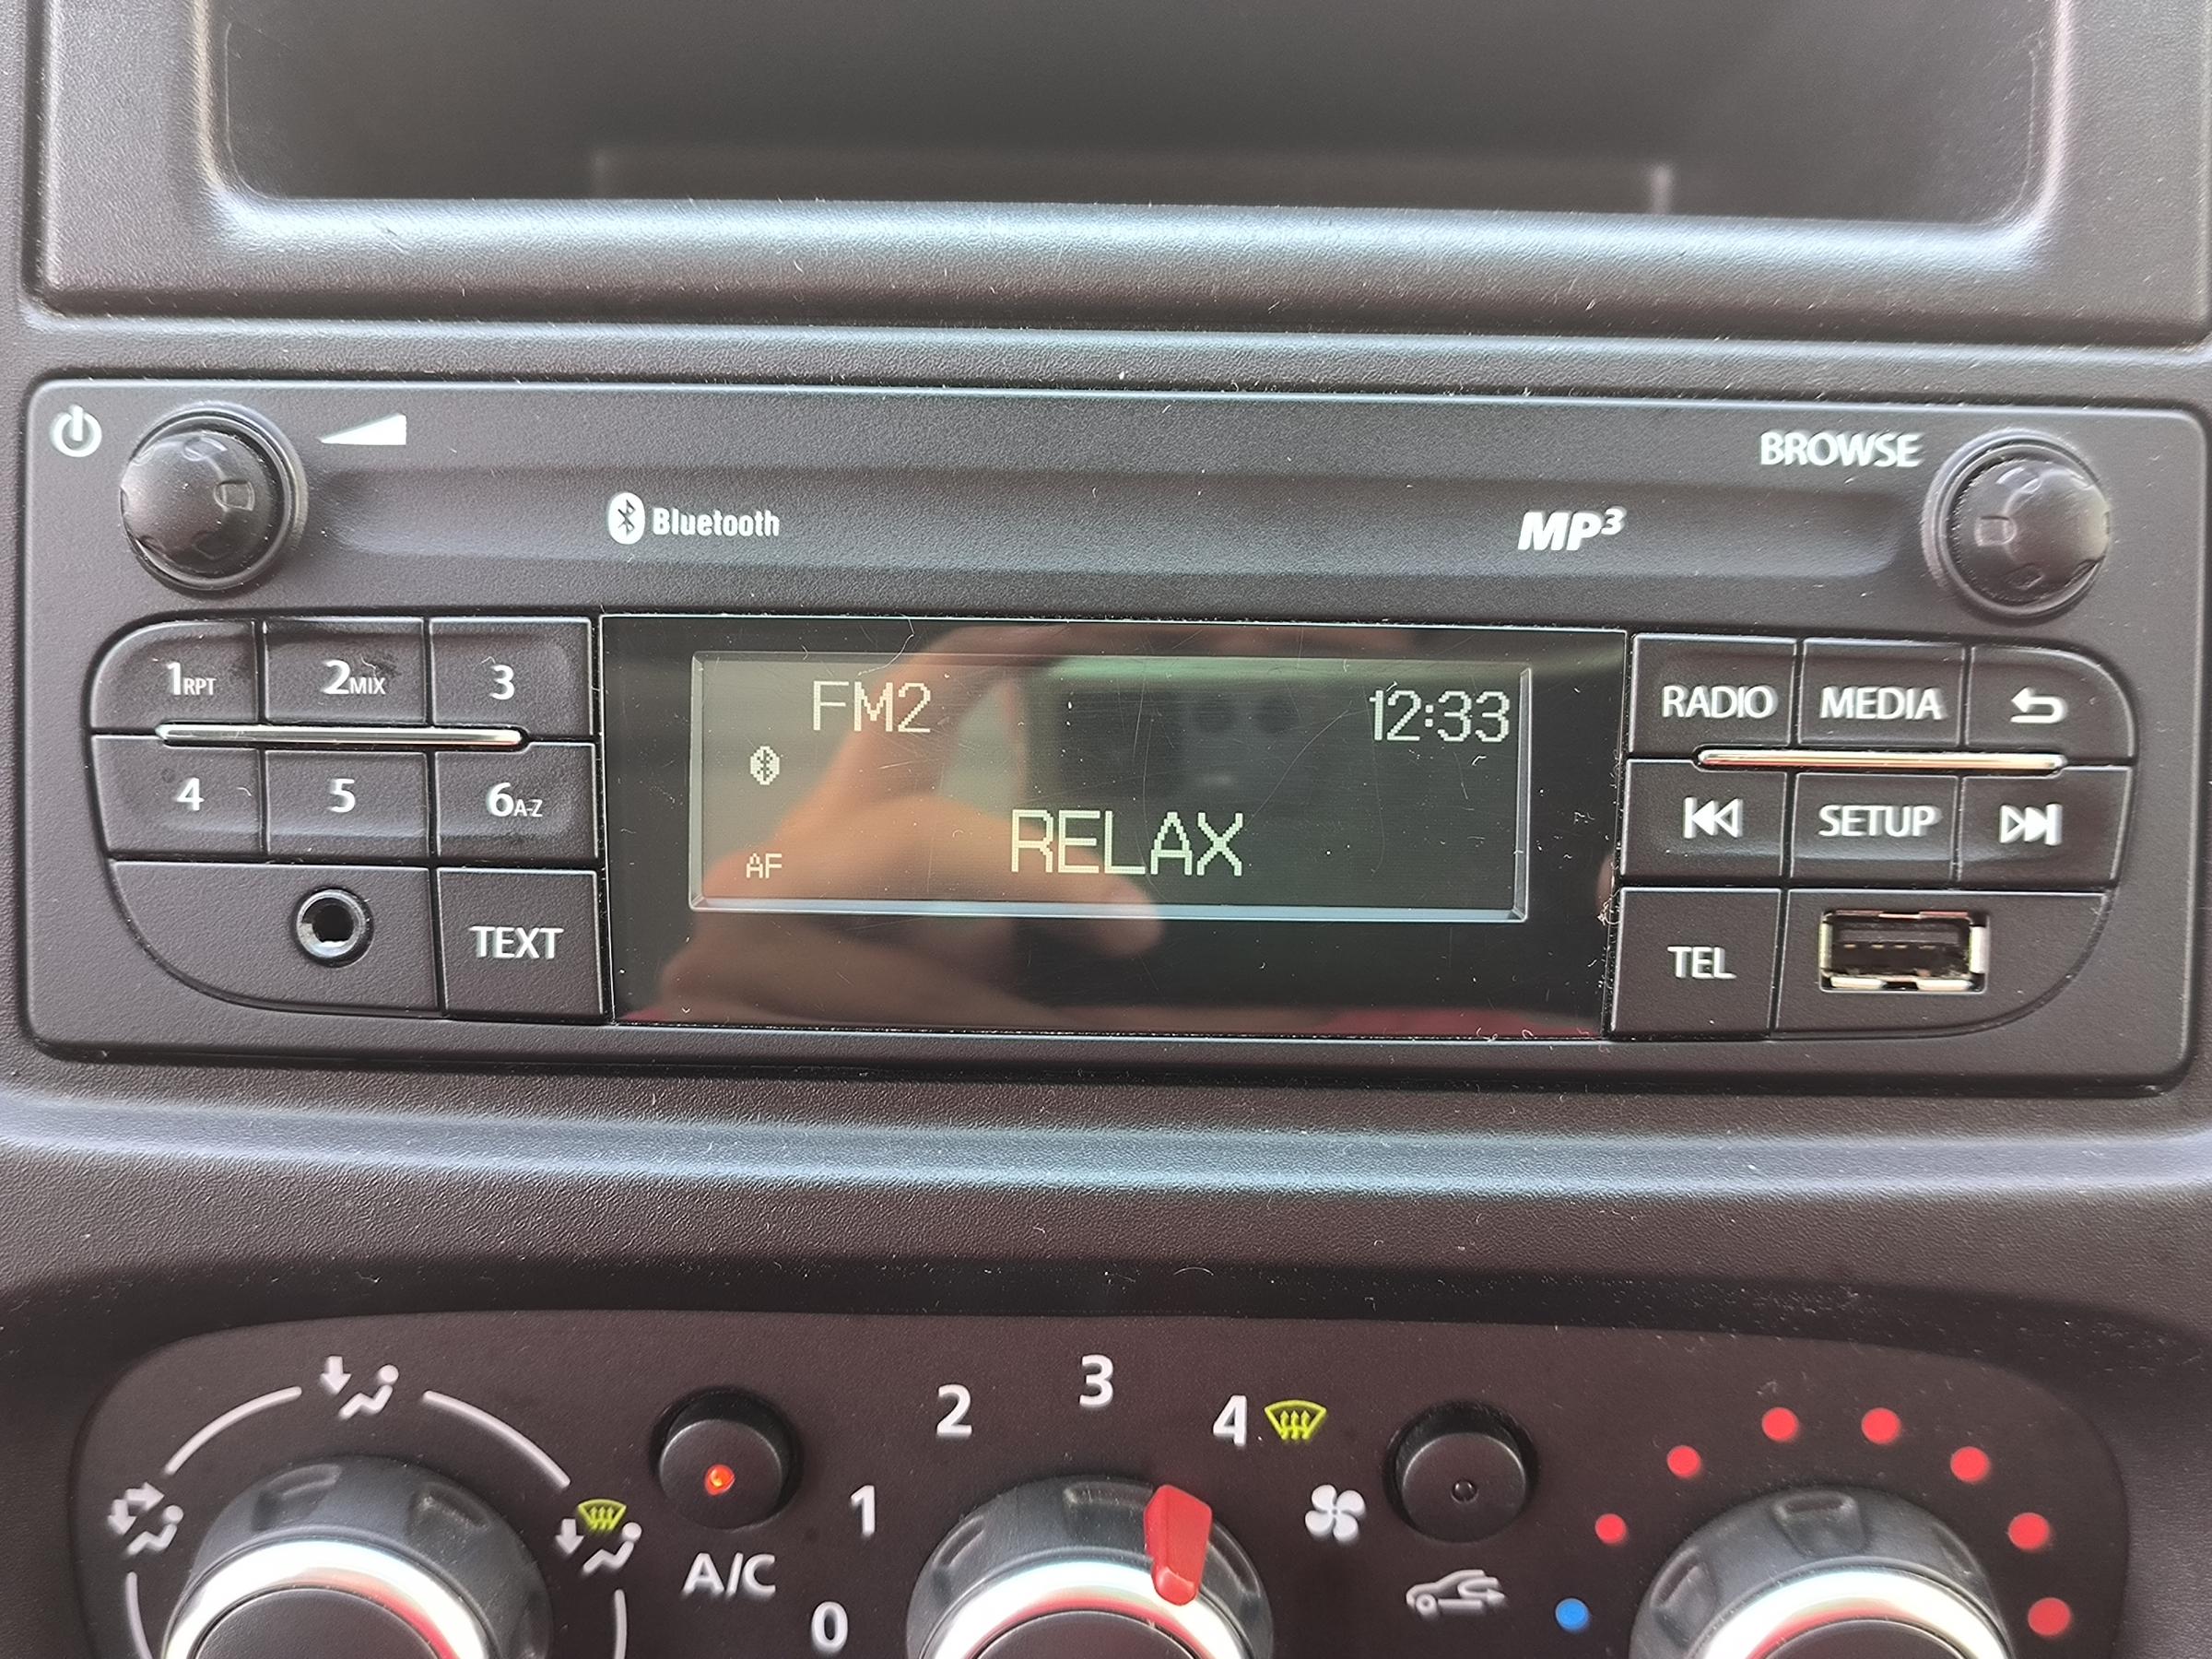 BROWSE
Bluetooth
MP3
1RPT 2MIX 3
FM2 12:33
RADIO MEDIA
4 5 6A-Z
AF RELAX
SETUP
TEXT
TEL
3
2 4
1
A/C
0